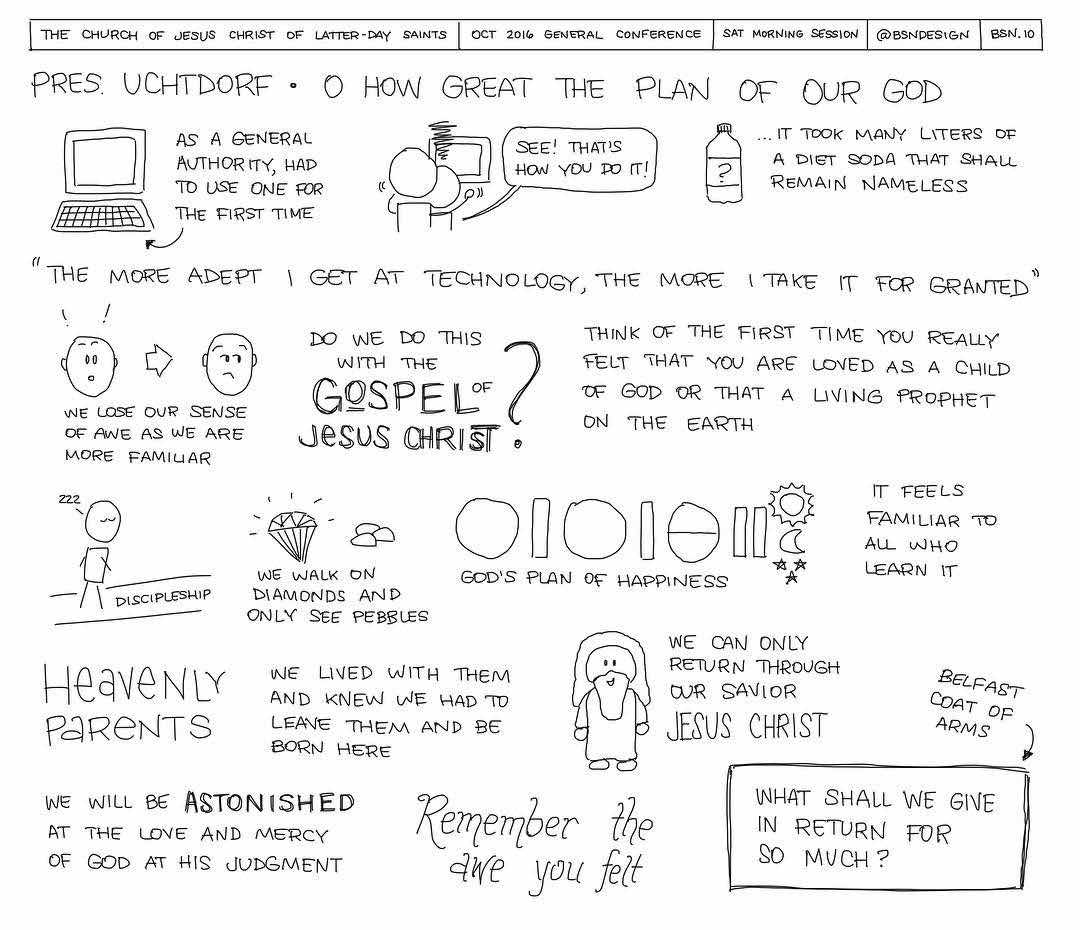 THE CHURCH OF JESUS CHRIST OF LATTER-DAY SAINTS
OCT 2016 GENERAL CONFERENCE
SAT MORNING SESSION
@BSNDESIGN
BSN.10
PRES. UCHTDORF • O HOW GREAT THE PLAN OF OUR GOD
AS A GENERAL
AUTHORITY, HAD
TO USE ONE FOR
THE FIRST TIME
SEE! THAT'S
HOW YOU DO IT!
?
...IT TOOK MANY LITERS OF
A DIET SODA THAT SHALL
REMAIN NAMELESS
"THE MORE ADEPT I GET AT TECHNOLOGY, THE MORE I TAKE IT FOR GRANTED"
! !
WE LOSE OUR SENSE
OF AWE AS WE ARE
MORE FAMILIAR
DO WE DO THIS
WITH THE
GOSPEL OF
JESUS CHRIST?
THINK OF THE FIRST TIME YOU REALLY
FELT THAT YOU ARE LOVED AS A CHILD
OF GOD OR THAT A LIVING PROPHET
ON THE EARTH
ZZZ
DISCIPLESHIP
WE WALK ON
DIAMONDS AND
ONLY SEE PEBBLES
GOD'S PLAN OF HAPPINESS
IT FEELS
FAMILIAR TO
ALL WHO
LEARN IT
HEAVENLY
PARENTS
WE LIVED WITH THEM
AND KNEW WE HAD TO
LEAVE THEM AND BE
BORN HERE
WE CAN ONLY
RETURN THROUGH
OUR SAVIOR
JESUS CHRIST
BELFAST
COAT OF
ARMS
WE WILL BE ASTONISHED
AT THE LOVE AND MERCY
OF GOD AT HIS JUDGMENT
Remember the
awe you felt
WHAT SHALL WE GIVE
IN RETURN FOR
SO MUCH?